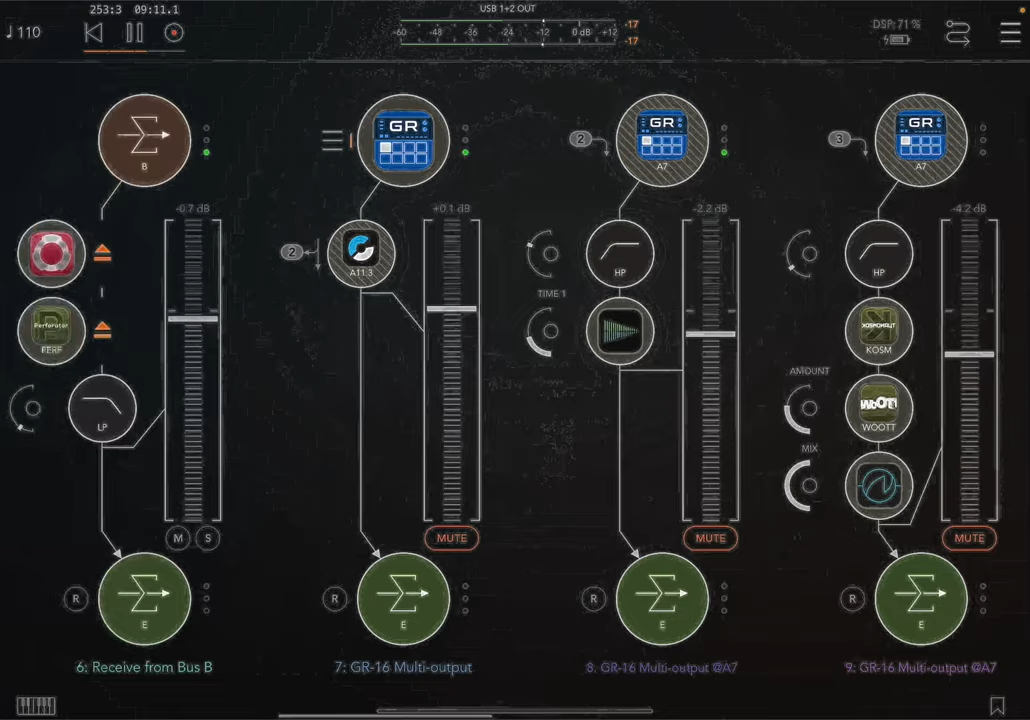 253:3 09:11.1
♩110
USB 1+2 OUT
-60 -48 -36 -24 -12 0 dB +12
-17
-17
DSP: 71 %
B
-0.7 dB
Perforator
PERF
LP
M S
R
E
6: Receive from Bus B
GR
+0.1 dB
2
A11.3
MUTE
R
E
7: GR-16 Multi-output
2
GR
A7
-2.2 dB
HP
TIME 1
MUTE
R
E
8: GR-16 Multi-output @A7
3
GR
A7
-4.2 dB
HP
KOSMONAUT
KOSM
AMOUNT
WOOTT
WOOTT
MIX
MUTE
R
E
9: GR-16 Multi-output @A7